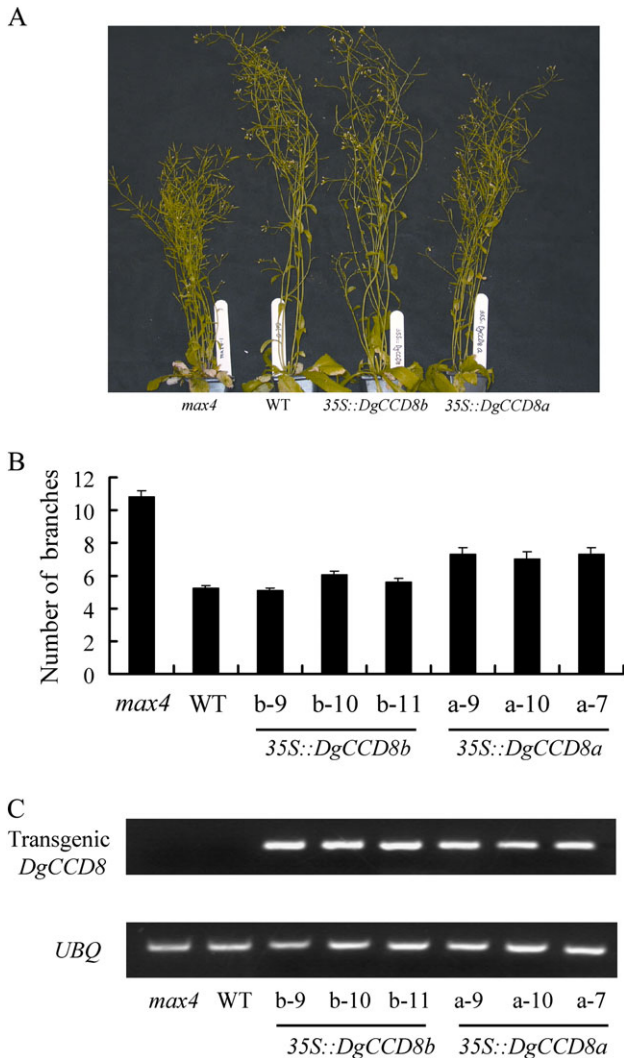 A
max4 WT 35S::DgCCD8b 35S::DgCCD8a
B
Number of branches
12
10
8
6
4
2
0
max4 WT b-9 b-10 b-11 a-9 a-10 a-7
35S::DgCCD8b 35S::DgCCD8a
C
Transgenic
DgCCD8
UBQ
max4 WT b-9 b-10 b-11 a-9 a-10 a-7
35S::DgCCD8b 35S::DgCCD8a